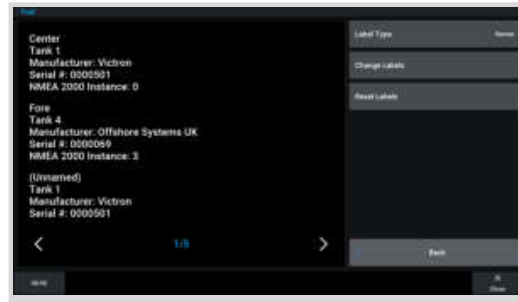 Fuel
Center
Tank 1
Manufacturer: Victron
Serial #: 0000501
NMEA 2000 Instance: 0
Fore
Tank 4
Manufacturer: Offshore Systems UK
Serial #: 0000069
NMEA 2000 Instance: 3
(Unnamed)
Tank 1
Manufacturer: Victron
Serial #: 0000501
1/5
Label Type
Change Labels
Reset Labels
Back
Close